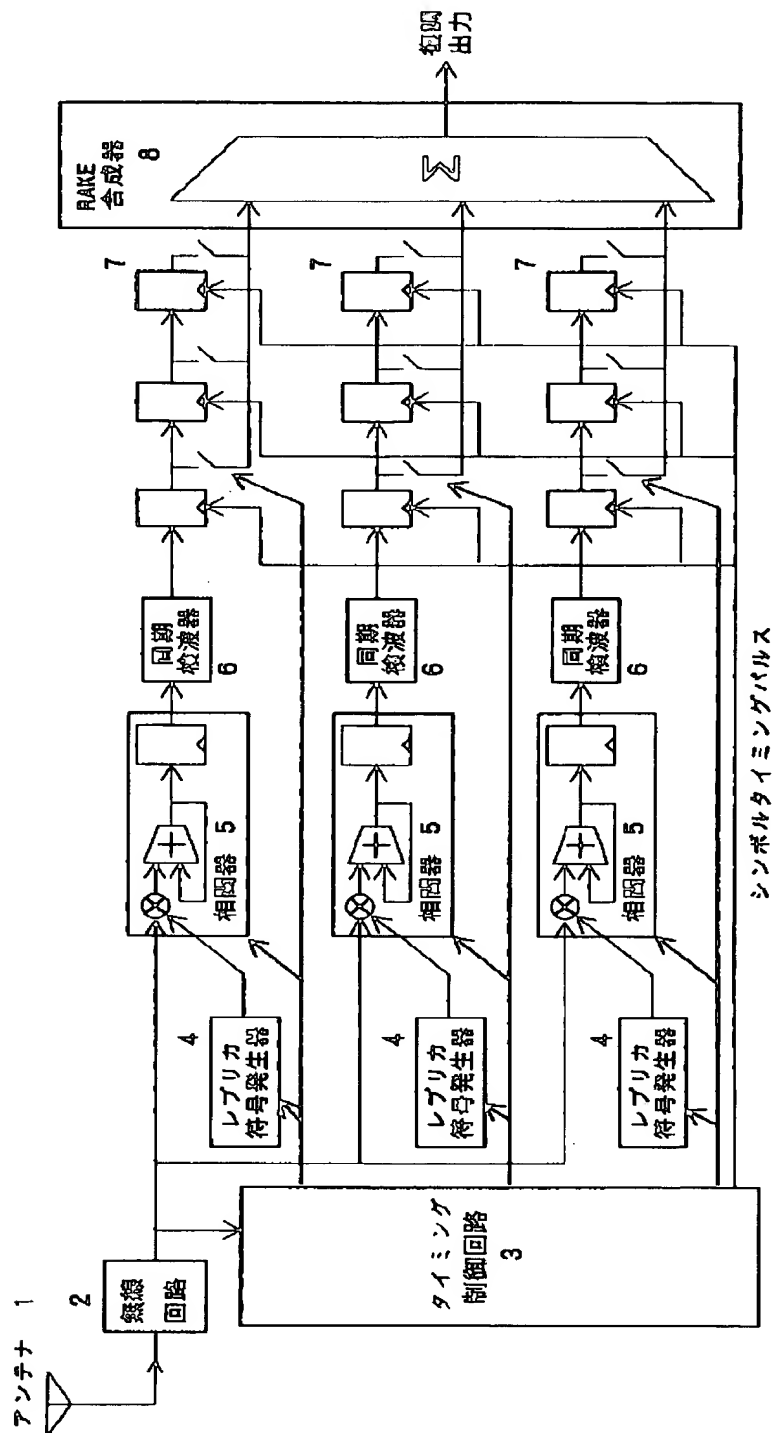 アンテナ 1
2
無線
回路
タイミング
制御回路
3
4
レプリカ
符号発生器
相関器 5
同期
検波器
6
7
4
レプリカ
符号発生器
相関器 5
同期
検波器
6
7
4
レプリカ
符号発生器
相関器 5
同期
検波器
6
7
RAKE
合成器
8
Σ
復調
出力
シンボルタイミングパルス